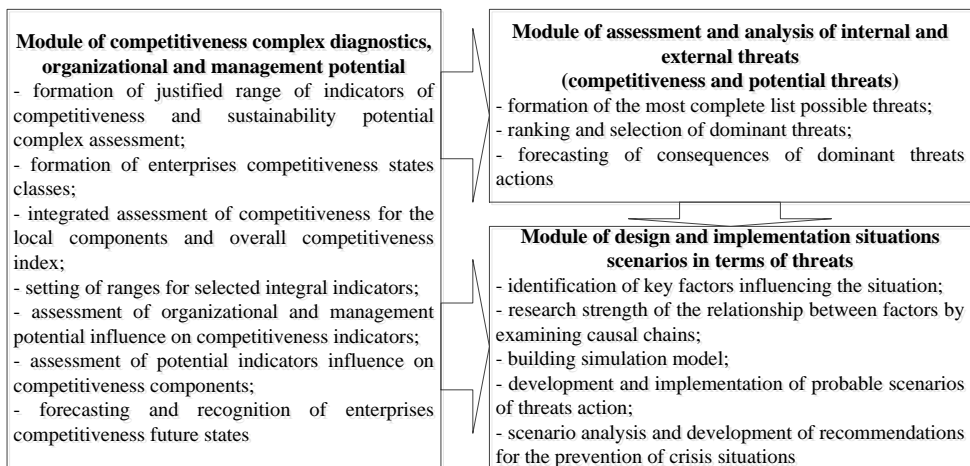 Module of competitiveness complex diagnostics,
organizational and management potential
- formation of justified range of indicators of
competitiveness and sustainability potential
complex assessment;
- formation of enterprises competitiveness states
classes;
- integrated assessment of competitiveness for the
local components and overall competitiveness
index;
- setting of ranges for selected integral indicators;
- assessment of organizational and management
potential influence on competitiveness indicators;
- assessment of potential indicators influence on
competitiveness components;
- forecasting and recognition of enterprises
competitiveness future states
Module of assessment and analysis of internal and
external threats
(competitiveness and potential threats)
- formation of the most complete list possible threats;
- ranking and selection of dominant threats;
- forecasting of consequences of dominant threats
actions
Module of design and implementation situations
scenarios in terms of threats
- identification of key factors influencing the situation;
- research strength of the relationship between factors by
examining causal chains;
- building simulation model;
- development and implementation of probable scenarios
of threats action;
- scenario analysis and development of recommendations
for the prevention of crisis situations